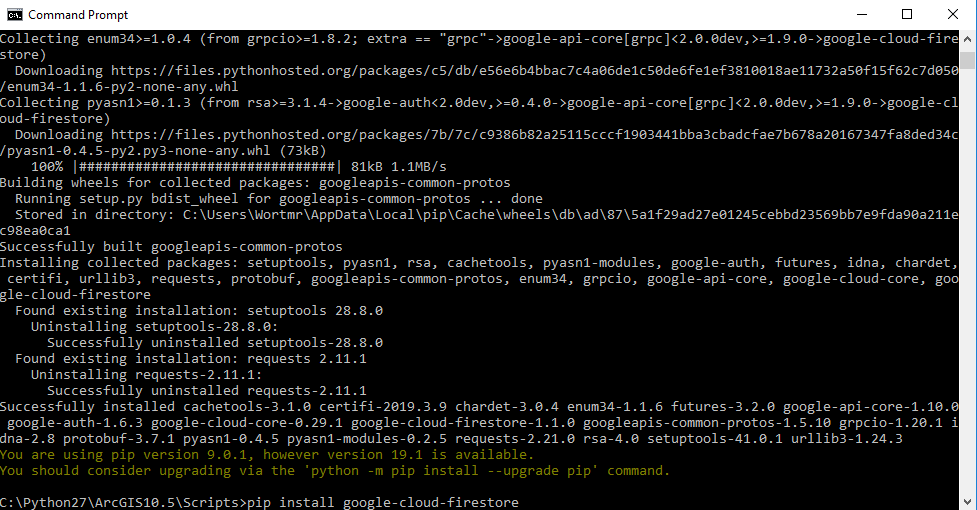 Command Prompt
Collecting enum34>=1.0.4 (from grpcio>=1.8.2; extra == "grpc"->google-api-core[grpc]<2.0.0dev,>=1.9.0->google-cloud-fire
store)
  Downloading https://files.pythonhosted.org/packages/c5/db/e56e6b4bbac7c4a06de1c50de6fe1ef3810018ae11732a50f15f62c7d050
/enum34-1.1.6-py2-none-any.whl
Collecting pyasn1>=0.1.3 (from rsa>=3.1.4->google-auth<2.0dev,>=0.4.0->google-api-core[grpc]<2.0.0dev,>=1.9.0->google-cl
oud-firestore)
  Downloading https://files.pythonhosted.org/packages/7b/7c/c9386b82a25115cccf1903441bba3cbadcfae7b678a20167347fa8ded34c
/pyasn1-0.4.5-py2.py3-none-any.whl (73kB)
    100% |################################| 81kB 1.1MB/s
Building wheels for collected packages: googleapis-common-protos
  Running setup.py bdist_wheel for googleapis-common-protos ... done
  Stored in directory: C:\Users\Wortmr\AppData\Local\pip\Cache\wheels\db\ad\87\5a1f29ad27e01245cebbd23569bb7e9fda90a211e
c98ea0ca1
Successfully built googleapis-common-protos
Installing collected packages: setuptools, pyasn1, rsa, cachetools, pyasn1-modules, google-auth, futures, idna, chardet,
 certifi, urllib3, requests, protobuf, googleapis-common-protos, enum34, grpcio, google-api-core, google-cloud-core, goo
gle-cloud-firestore
  Found existing installation: setuptools 28.8.0
    Uninstalling setuptools-28.8.0:
      Successfully uninstalled setuptools-28.8.0
  Found existing installation: requests 2.11.1
    Uninstalling requests-2.11.1:
      Successfully uninstalled requests-2.11.1
Successfully installed cachetools-3.1.0 certifi-2019.3.9 chardet-3.0.4 enum34-1.1.6 futures-3.2.0 google-api-core-1.10.0
 google-auth-1.6.3 google-cloud-core-0.29.1 google-cloud-firestore-1.1.0 googleapis-common-protos-1.5.10 grpcio-1.20.1 i
dna-2.8 protobuf-3.7.1 pyasn1-0.4.5 pyasn1-modules-0.2.5 requests-2.21.0 rsa-4.0 setuptools-41.0.1 urllib3-1.24.3
You are using pip version 9.0.1, however version 19.1 is available.
You should consider upgrading via the 'python -m pip install --upgrade pip' command.
C:\Python27\ArcGIS10.5\Scripts>pip install google-cloud-firestore